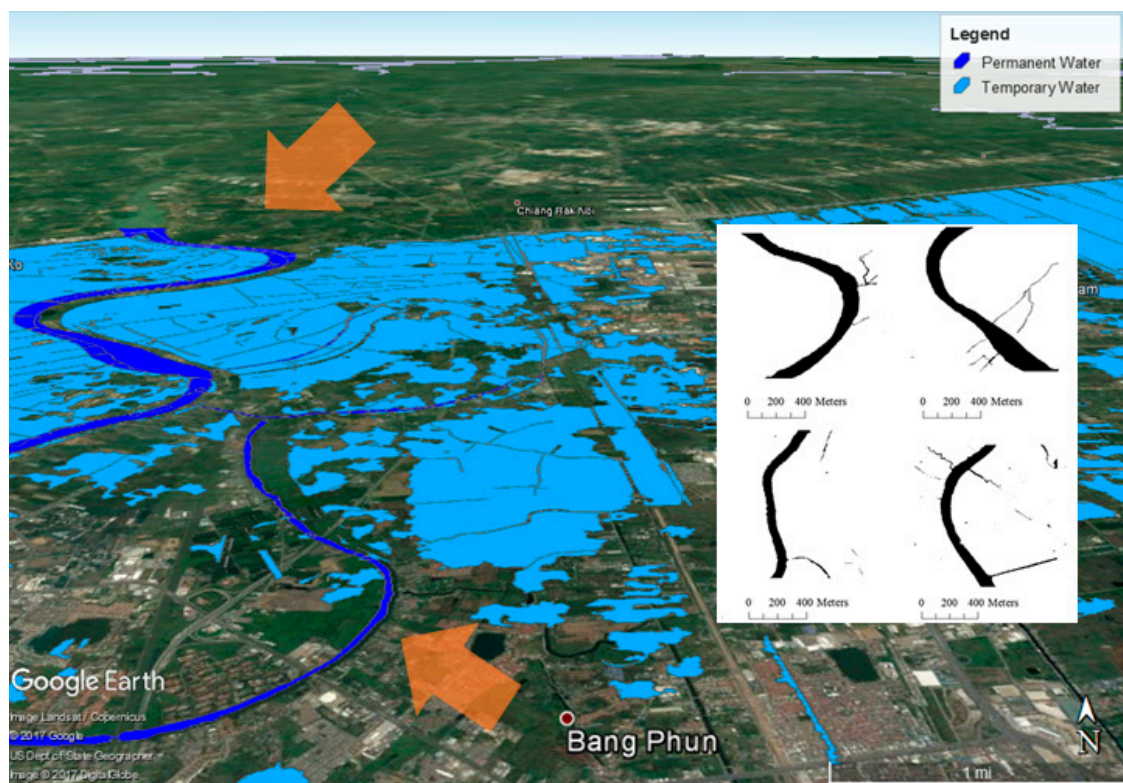 Legend
Permanent Water
Temporary Water
Chiang Rak Noi
Ko
am
0 200 400 Meters
0 200 400 Meters
0 200 400 Meters
0 200 400 Meters
Google Earth
Image Landsat / Copernicus
© 2017 Google
US Dept of State Geographer
Image © 2017 DigitalGlobe
Bang Phun
N
1 mi